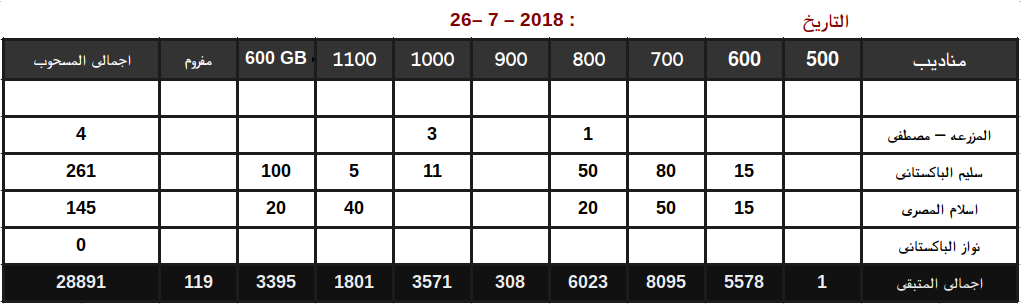 التاريخ : 2018 – 7 –26
مناديب 500 600 700 800 900 1000 1100 600 GB مفروم اجمالى المسحوب
المزرعه – مصطفى 1 3 4
سليم الباكستانى 15 80 50 11 5 100 261
اسلام المصرى 15 50 20 40 20 145
نواز الباكستانى 0
اجمالى المتبقى 1 5578 8095 6023 308 3571 1801 3395 119 28891